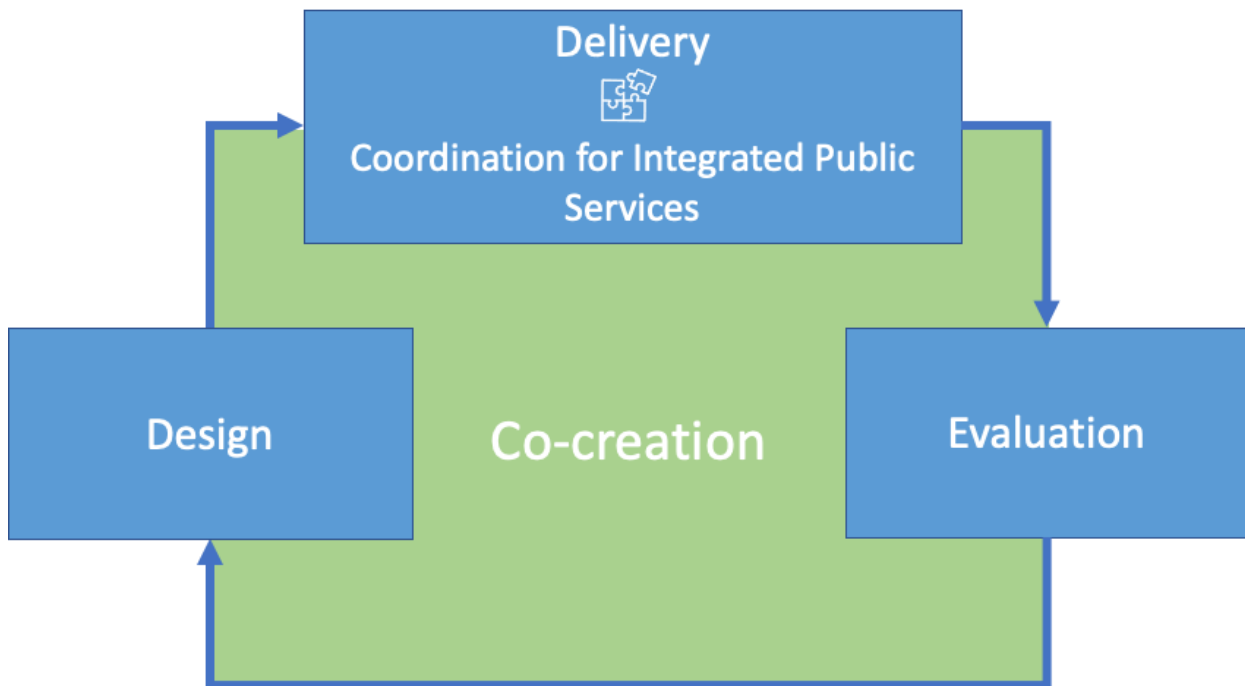 Delivery
Coordination for Integrated Public
Services
Design
Co-creation
Evaluation